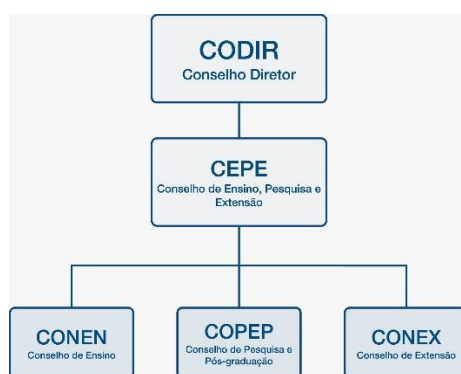 CODIR
Conselho Diretor
CEPE
Conselho de Ensino, Pesquisa e
Extensão
CONEN
Conselho de Ensino
COPEP
Conselho de Pesquisa e
Pós-graduação
CONEX
Conselho de Extensão